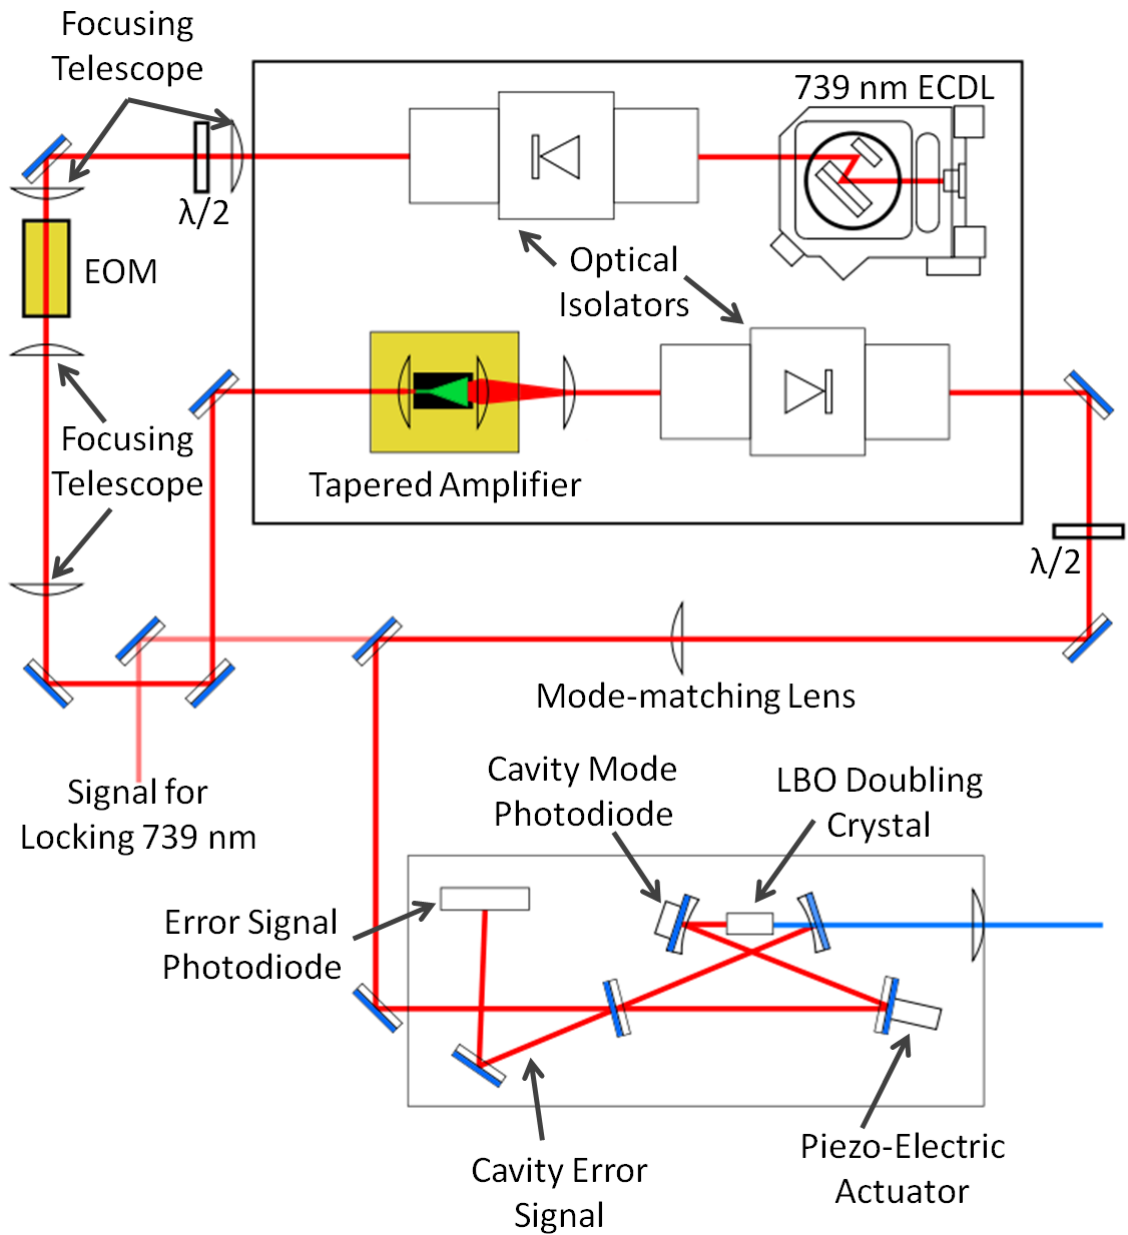 Focusing
Telescope
739 nm ECDL
λ/2
EOM
Optical
Isolators
Focusing
Telescope
Tapered Amplifier
λ/2
Mode-matching Lens
Signal for
Locking 739 nm
Cavity Mode
Photodiode
LBO Doubling
Crystal
Error Signal
Photodiode
Cavity Error
Signal
Piezo-Electric
Actuator